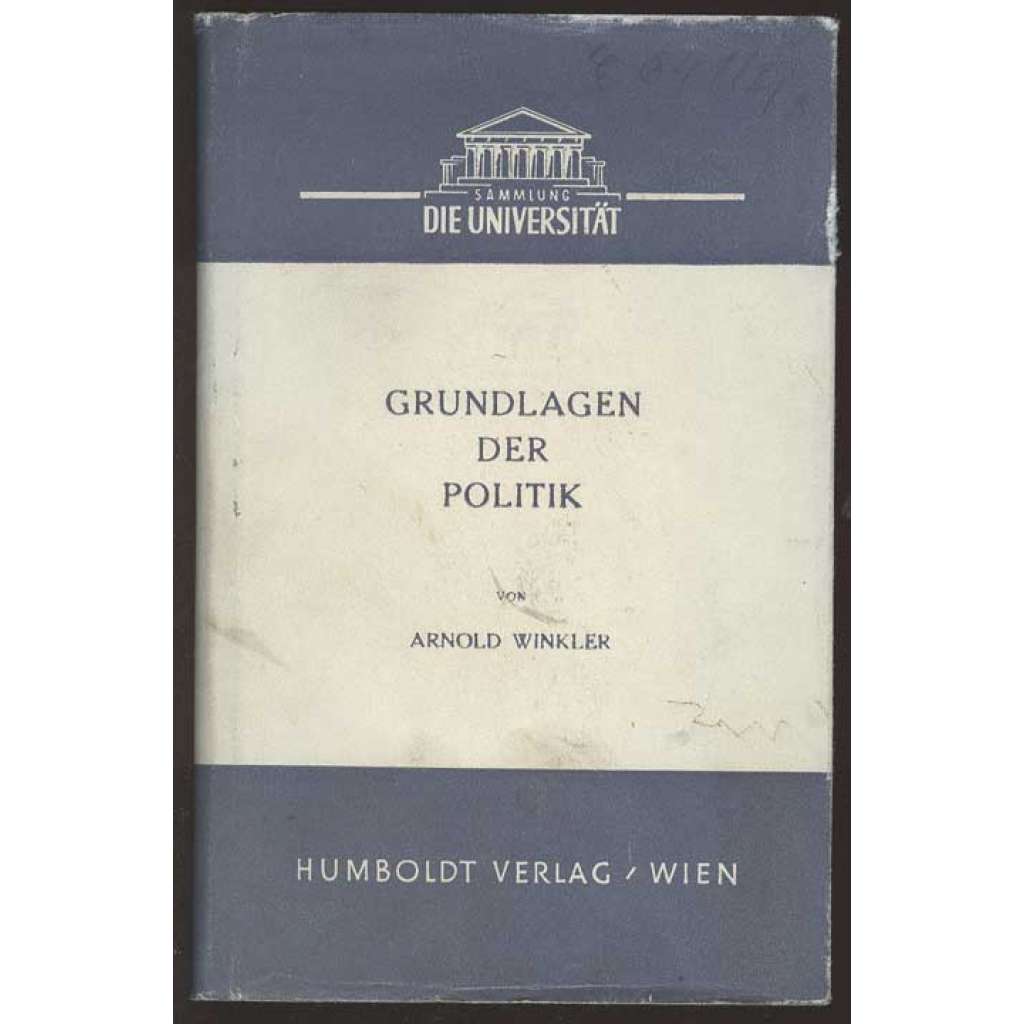 SAMMLUNG
DIE UNIVERSITÄT
GRUNDLAGEN
DER
POLITIK
VON
ARNOLD WINKLER
HUMBOLDT VERLAG / WIEN